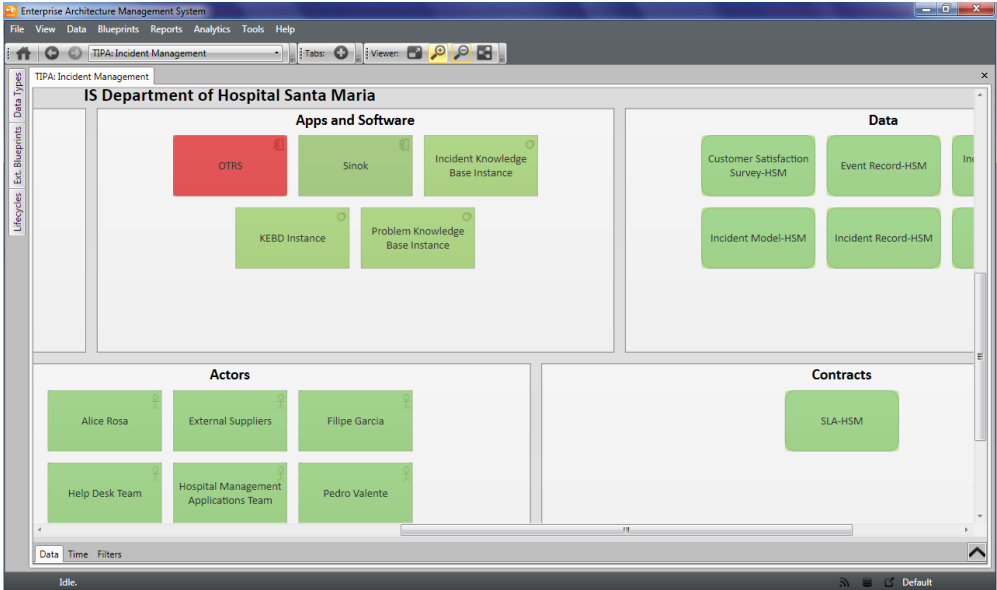 Enterprise Architecture Management System
File View Data Blueprints Reports Analytics Tools Help
TIPA: Incident Management Tabs: Viewer:
Data Types
Ext. Blueprints
Lifecycles
TIPA: Incident Management
IS Department of Hospital Santa Maria
Apps and Software
OTRS
Sinok
Incident Knowledge
Base Instance
KEBD Instance
Problem Knowledge
Base Instance
Data
Customer Satisfaction
Survey-HSM
Event Record-HSM
Incident Model-HSM
Incident Record-HSM
Actors
Alice Rosa
External Suppliers
Filipe Garcia
Help Desk Team
Hospital Management
Applications Team
Pedro Valente
Contracts
SLA-HSM
Data Time Filters
Idle.
Default